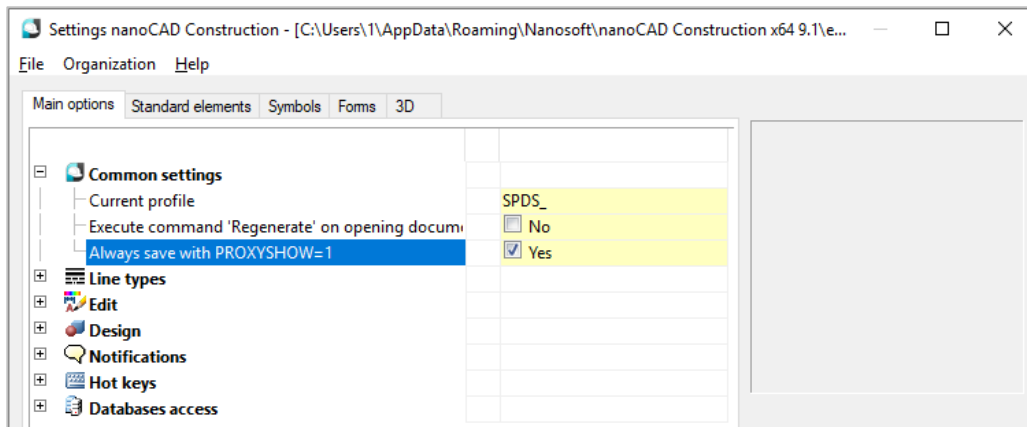 Settings nanoCAD Construction - [C:\Users\1\AppData\Roaming\Nanosoft\nanoCAD Construction x64 9.1\e...
File Organization Help
Main options Standard elements Symbols Forms 3D
Common settings
Current profile SPDS_
Execute command 'Regenerate' on opening docum No
Always save with PROXYSHOW=1 Yes
Line types
Edit
Design
Notifications
Hot keys
Databases access